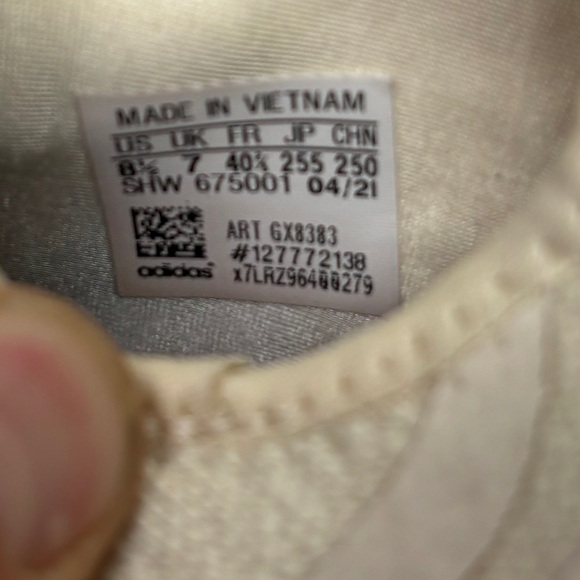 MADE IN VIETNAM
US UK FR JP CHN
8½ 7 40⅔ 255 250
SHW 675001 04/21
ART GX8383
#127772138
adidas